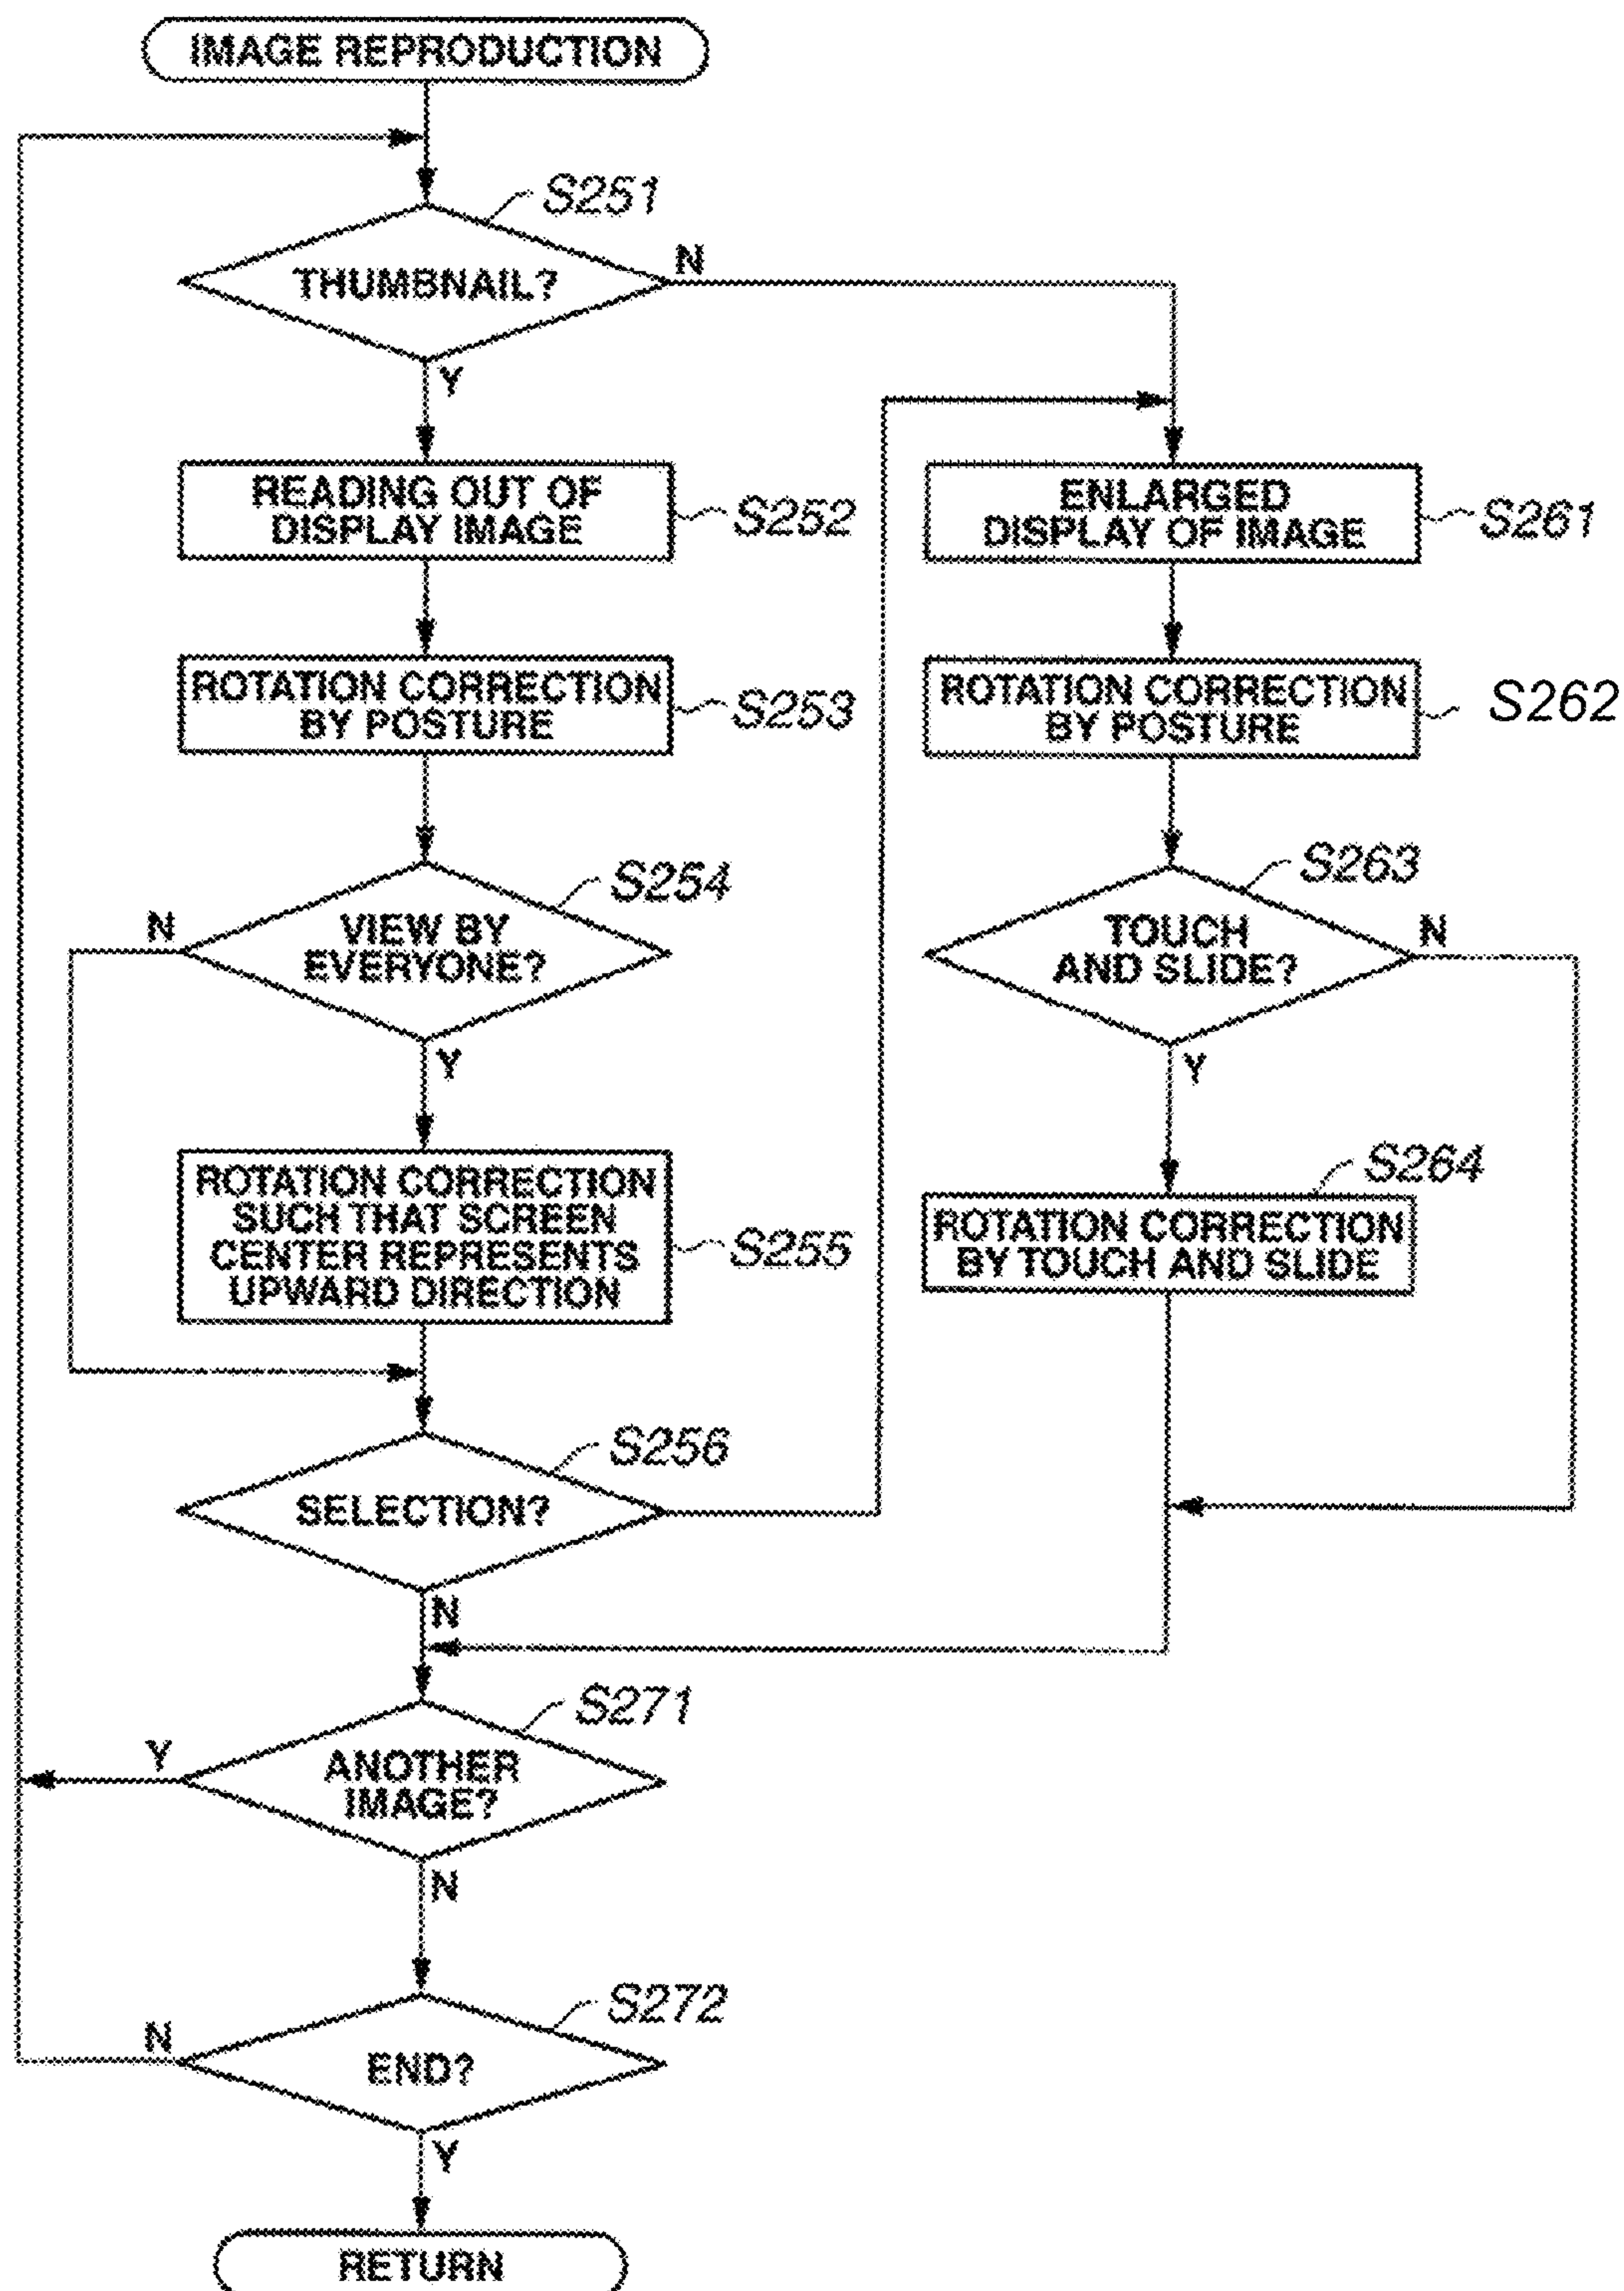 IMAGE REPRODUCTION
S251
THUMBNAIL?
N
Y
READING OUT OF
DISPLAY IMAGE
S252
ENLARGED
DISPLAY OF IMAGE
S261
ROTATION CORRECTION
BY POSTURE
S253
ROTATION CORRECTION
BY POSTURE
S262
S254
VIEW BY
EVERYONE?
N
Y
S263
TOUCH
AND SLIDE?
N
Y
ROTATION CORRECTION
SUCH THAT SCREEN
CENTER REPRESENTS
UPWARD DIRECTION
S255
S264
ROTATION CORRECTION
BY TOUCH AND SLIDE
S256
SELECTION?
N
S271
Y
ANOTHER
IMAGE?
N
S272
N
END?
Y
RETURN